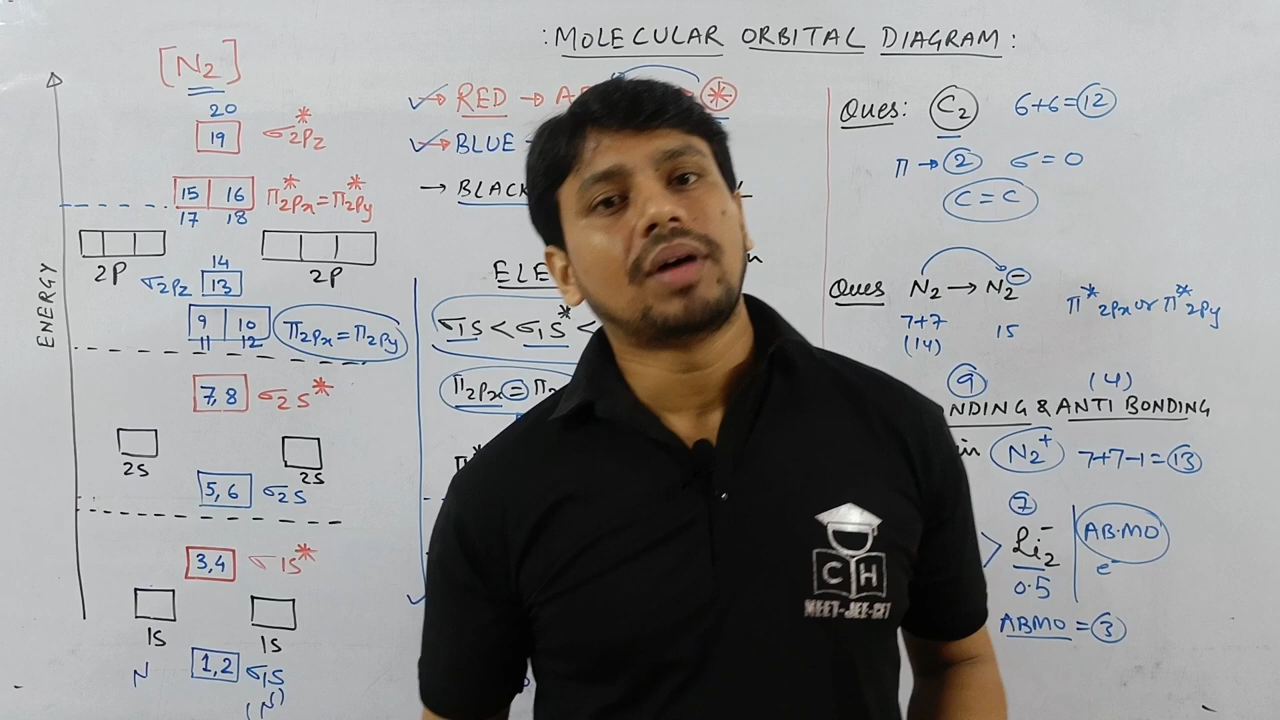 : MOLECULAR ORBITAL DIAGRAM :
[N2]
20
19 σ*2Pz
15 16 π*2Px = π*2Py
17 18
2P 2P
14
σ2Pz 13
9 10 π2Px = π2Py
11 12
7,8 σ2S*
2S 2S
5,6 σ2S
3,4 σ1S*
1S 1S
N 1,2 σ1S
(N)
ENERGY
→ RED → *
→ BLUE
→ BLACK
σ1S < σ1S* <
π2Px =
Ques: C2 6+6=12
π → 2 σ = 0
C = C
Ques N2 → N2⊖ π*2Px or π*2Py
7+7 15
(14)
9 (4)
NDING & ANTI BONDING
in N2+ 7+7-1=13
7
> Li2- AB·MO
0.5 e-
ABMO = 3
C H
NEET-JEE-CET